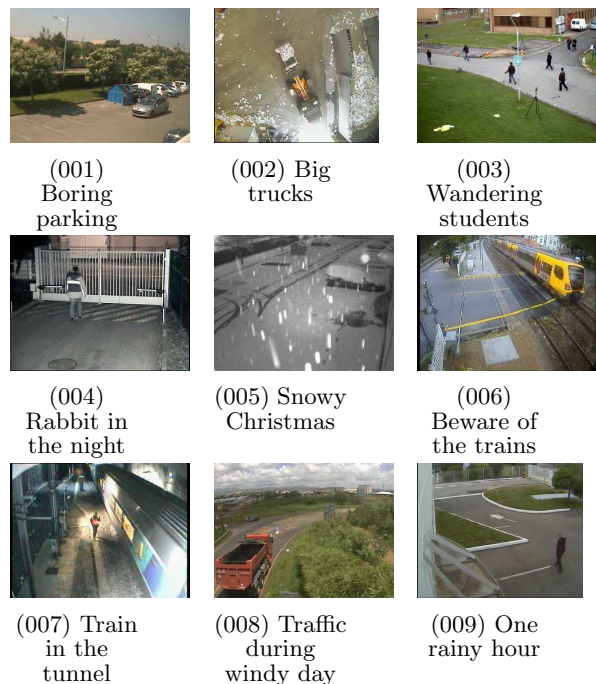 (001)
Boring
parking
(002) Big
trucks
(003)
Wandering
students
(004)
Rabbit in
the night
(005) Snowy
Christmas
(006)
Beware of
the trains
(007) Train
in the
tunnel
(008) Traffic
during
windy day
(009) One
rainy hour